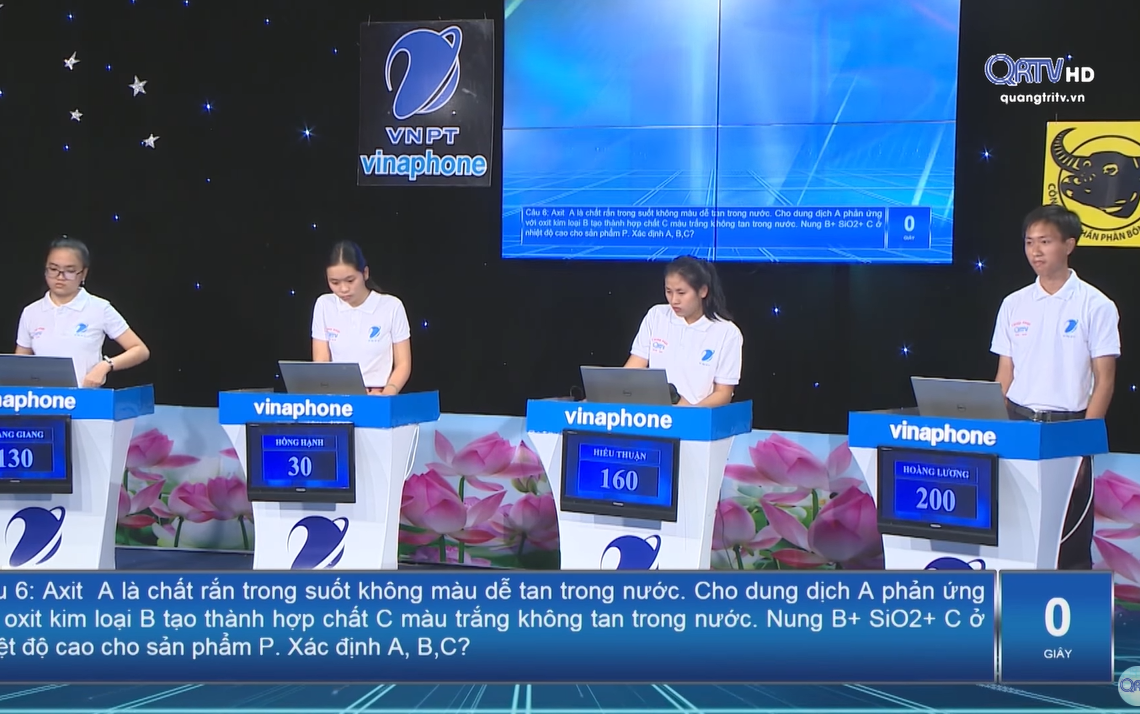 QRTV HD
quangtritv.vn
VNPT
vinaphone
Câu 6: Axit A là chất rắn trong suốt không màu dễ tan trong nước. Cho dung dịch A phản ứng
với oxit kim loại B tạo thành hợp chất C màu trắng không tan trong nước. Nung B+ SiO2+ C ở
nhiệt độ cao cho sản phẩm P. Xác định A, B,C?
0
GIÂY
PHÂN BÓN
naphone
vinaphone
vinaphone
vinaphone
GIANG
130
HỒNG HẠNH
30
HIẾU THUẬN
160
HOÀNG LƯƠNG
200
u 6: Axit A là chất rắn trong suốt không màu dễ tan trong nước. Cho dung dịch A phản ứng
oxit kim loại B tạo thành hợp chất C màu trắng không tan trong nước. Nung B+ SiO2+ C ở
ệt độ cao cho sản phẩm P. Xác định A, B,C?
0
GIÂY